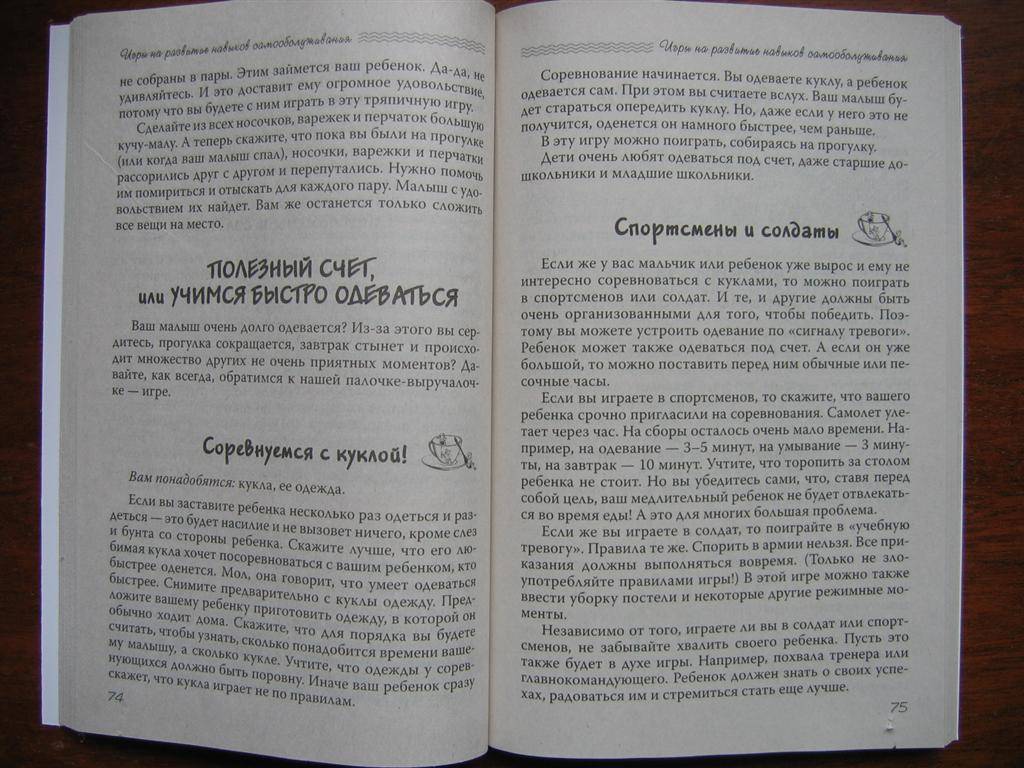 Игры на развитие навыков самообслуживания
не собраны в пары. Этим займется ваш ребенок. Да-да, не
удивляйтесь. И это доставит ему огромное удовольствие,
потому что вы будете с ним играть в эту тряпичную игру.
Сделайте из всех носочков, варежек и перчаток большую
кучу-малу. А теперь скажите, что пока вы были на прогулке
(или когда ваш малыш спал), носочки, варежки и перчатки
рассорились друг с другом и перепутались. Нужно помочь
им помириться и отыскать для каждого пару. Малыш с удо-
вольствием их найдет. Вам же останется только сложить
все вещи на место.
ПОЛЕЗНЫЙ СЧЕТ,
или УЧИМСЯ БЫСТРО ОДЕВАТЬСЯ
Ваш малыш очень долго одевается? Из-за этого вы сер-
дитесь, прогулка сокращается, завтрак стынет и происхо-
дит множество других не очень приятных моментов? Да-
вайте, как всегда, обратимся к нашей палочке-выручалоч-
ке — игре.
Соревнуемся с куклой!
Вам понадобятся: кукла, ее одежда.
Если вы заставите ребенка несколько раз одеться и раз-
деться — это будет насилие и не вызовет ничего, кроме слез
и бунта со стороны ребенка. Скажите лучше, что его лю-
бимая кукла хочет посоревноваться с вашим ребенком, кто
быстрее оденется. Мол, она говорит, что умеет одеваться
быстрее. Снимите предварительно с куклы одежду. Пред-
ложите вашему ребенку приготовить одежду, в которой он
обычно ходит дома. Скажите, что для порядка вы будете
считать, чтобы узнать, сколько понадобится времени ваше-
му малышу, а сколько кукле. Учтите, что одежды у сорев-
нующихся должно быть поровну. Иначе ваш ребенок сразу
скажет, что кукла играет не по правилам.
74
Игры на развитие навыков самообслуживания
Соревнование начинается. Вы одеваете куклу, а ребенок
одевается сам. При этом вы считаете вслух. Ваш малыш бу-
дет стараться опередить куклу. Но, даже если у него это не
получится, оденется он намного быстрее, чем раньше.
В эту игру можно поиграть, собираясь на прогулку.
Дети очень любят одеваться под счет, даже старшие до-
школьники и младшие школьники.
Спортсмены и солдаты
Если же у вас мальчик или ребенок уже вырос и ему не
интересно соревноваться с куклами, то можно поиграть
в спортсменов или солдат. И те, и другие должны быть
очень организованными для того, чтобы победить. Поэ-
тому вы можете устроить одевание по «сигналу тревоги».
Ребенок может также одеваться под счет. А если он уже
большой, то можно поставить перед ним обычные или пе-
сочные часы.
Если вы играете в спортсменов, то скажите, что вашего
ребенка срочно пригласили на соревнования. Самолет уле-
тает через час. На сборы осталось очень мало времени. На-
пример, на одевание — 3–5 минут, на умывание — 3 мину-
ты, на завтрак — 10 минут. Учтите, что торопить за столом
ребенка не стоит. Но вы убедитесь сами, что, ставя перед
собой цель, ваш медлительный ребенок не будет отвлекать-
ся во время еды! А это для многих большая проблема.
Если же вы играете в солдат, то поиграйте в «учебную
тревогу». Правила те же. Спорить в армии нельзя. Все при-
казания должны выполняться вовремя. (Только не зло-
употребляйте правилами игры!) В этой игре можно также
ввести уборку постели и некоторые другие режимные мо-
менты.
Независимо от того, играете ли вы в солдат или спорт-
сменов, не забывайте хвалить своего ребенка. Пусть это
также будет в духе игры. Например, похвала тренера или
главнокомандующего. Ребенок должен знать о своих успе-
хах, радоваться им и стремиться стать еще лучше.
75